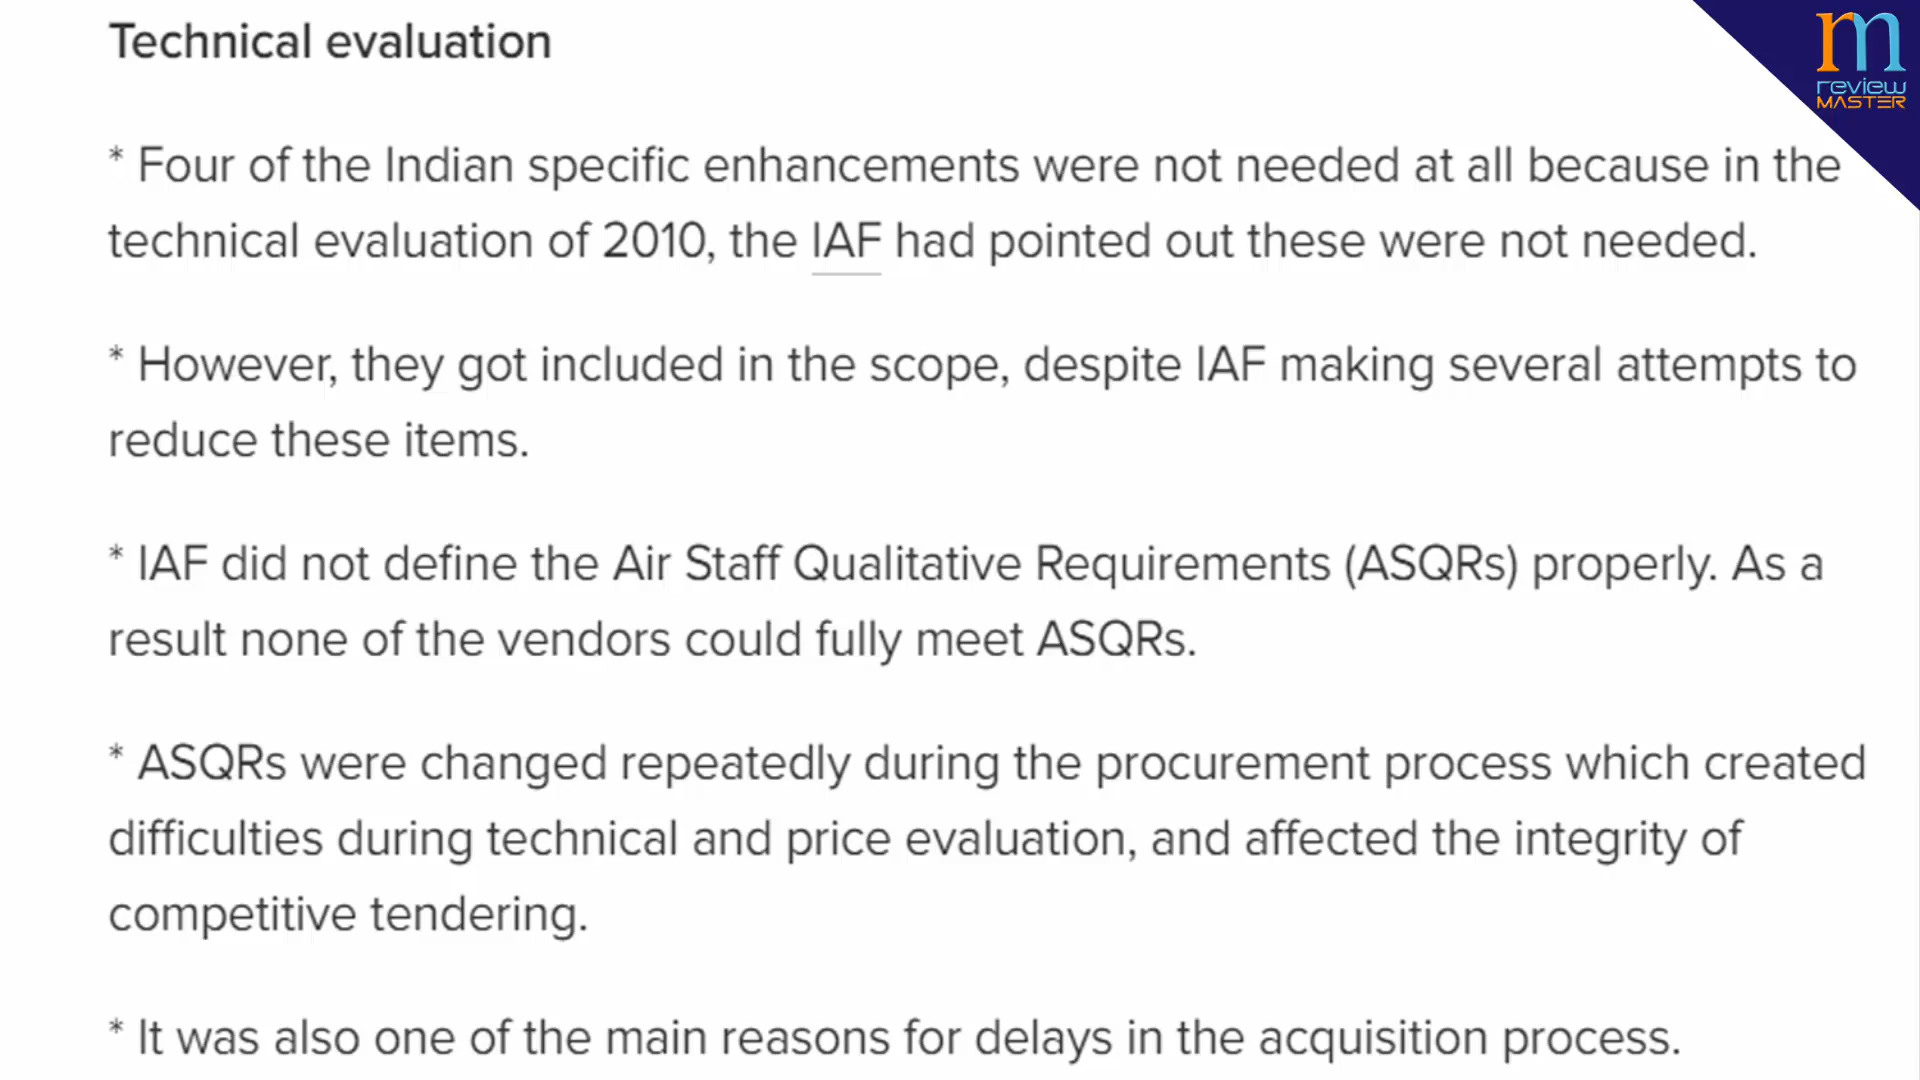 Technical evaluation
* Four of the Indian specific enhancements were not needed at all because in the
technical evaluation of 2010, the IAF had pointed out these were not needed.
* However, they got included in the scope, despite IAF making several attempts to
reduce these items.
* IAF did not define the Air Staff Qualitative Requirements (ASQRs) properly. As a
result none of the vendors could fully meet ASQRs.
* ASQRs were changed repeatedly during the procurement process which created
difficulties during technical and price evaluation, and affected the integrity of
competitive tendering.
* It was also one of the main reasons for delays in the acquisition process.
rm
review
MASTER